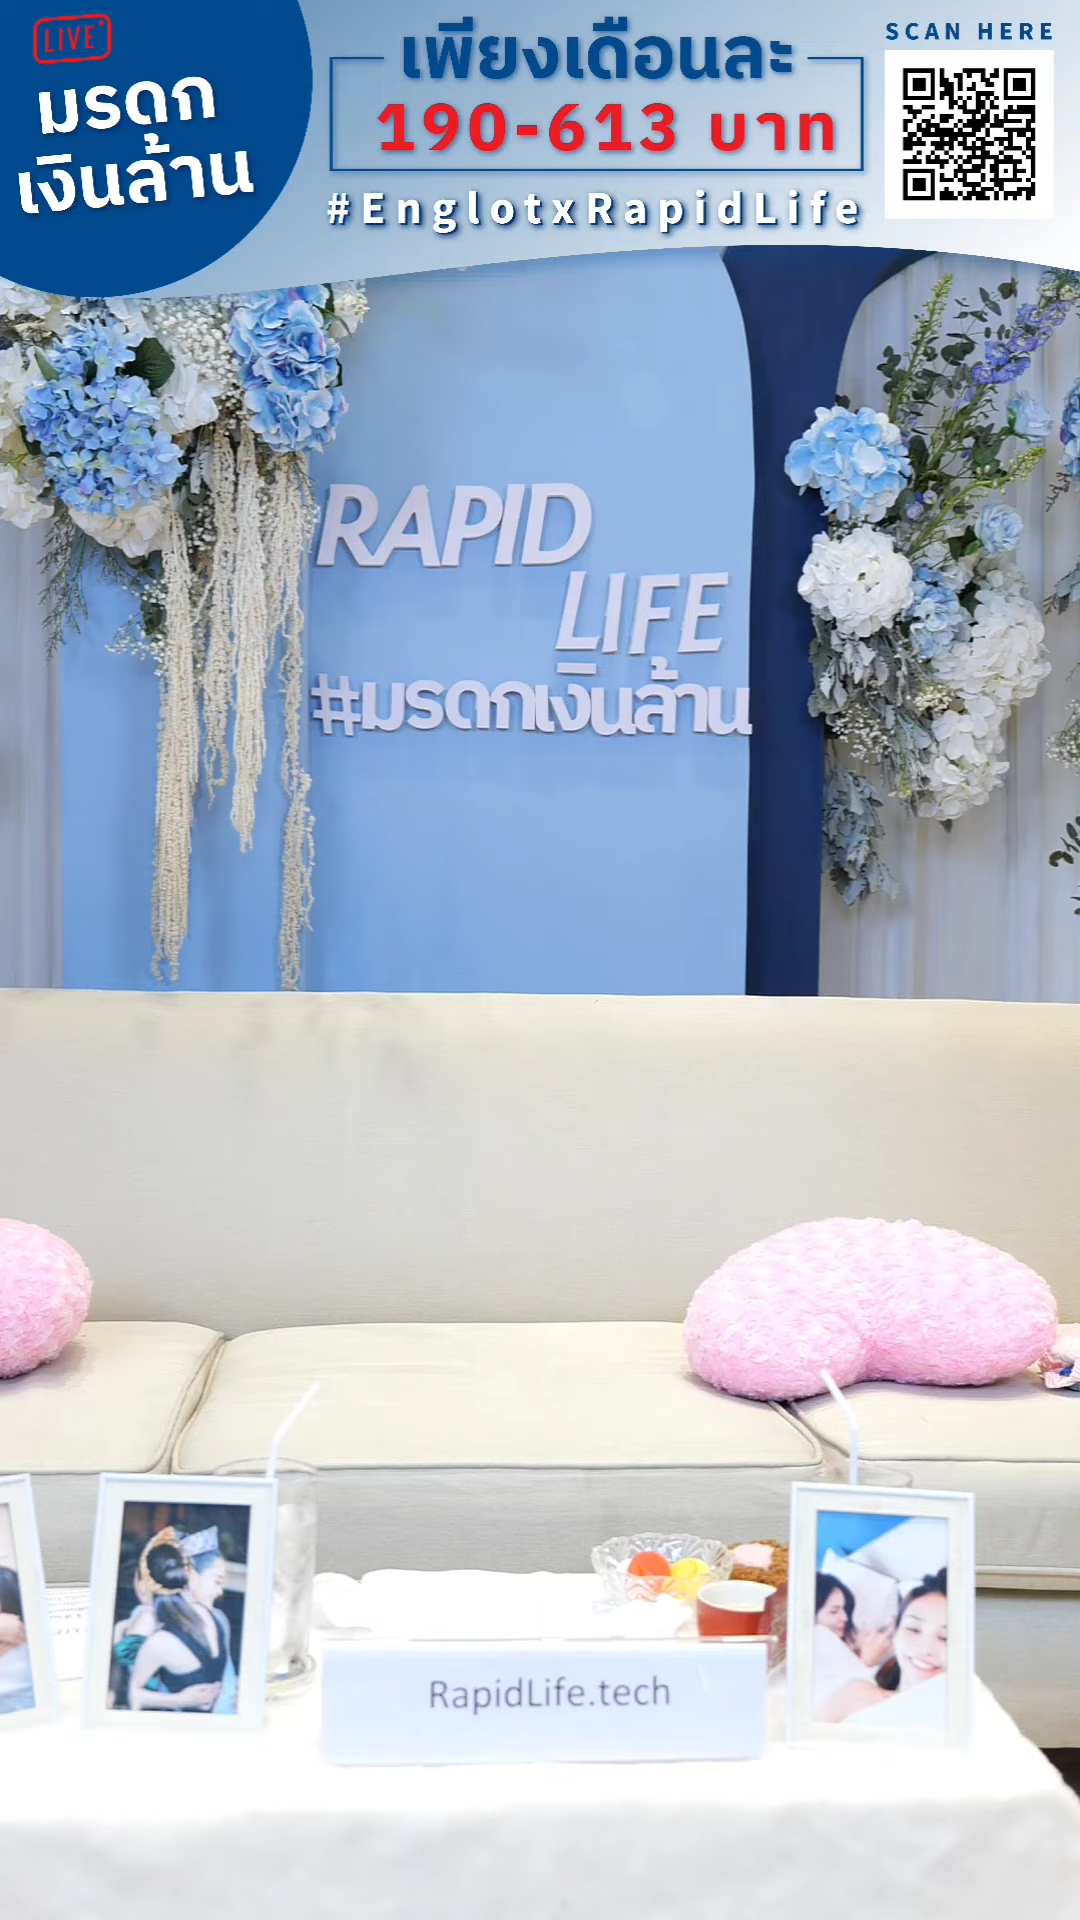 LIVE
มรดก
เงินล้าน
เพียงเดือนละ
190-613 บาท
#EnglotxRapidLife
SCAN HERE
RAPID
LIFE
#มรดกเงินล้าน
RapidLife.tech